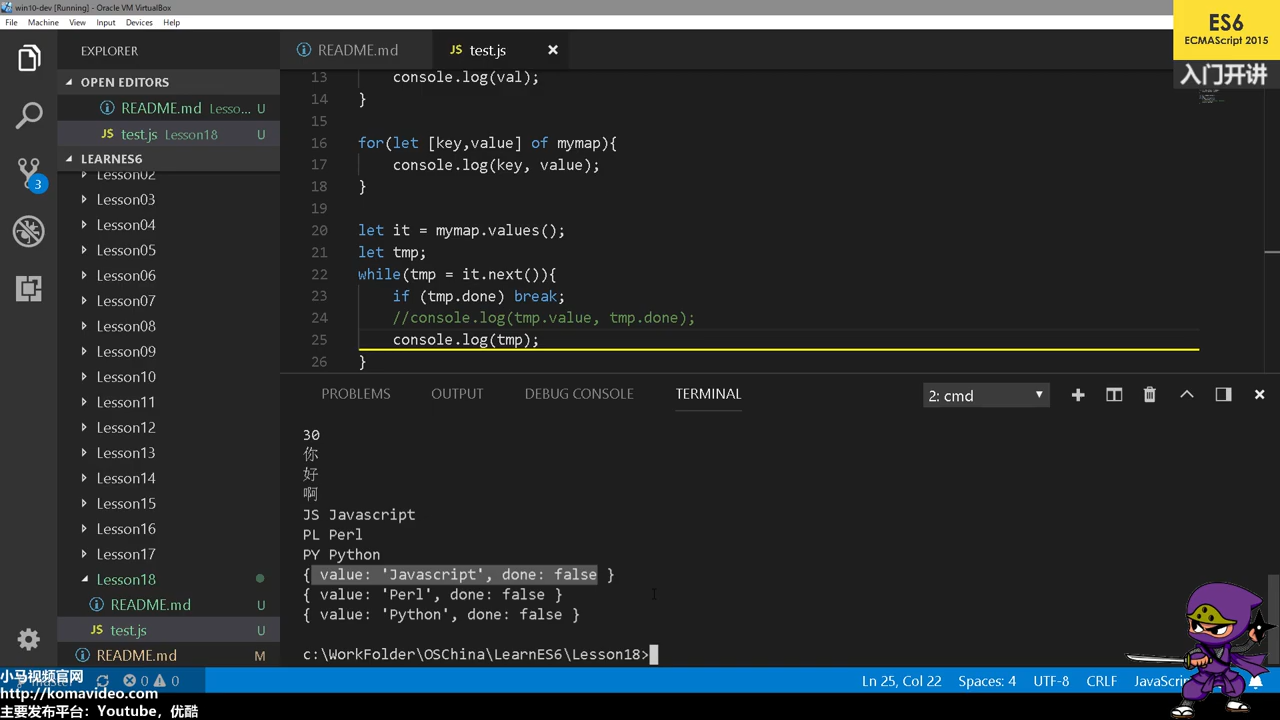 win10-dev [Running] - Oracle VM VirtualBox
File Machine View Input Devices Help
ES6
ECMAScript 2015
入门开讲
EXPLORER
README.md
JS test.js
OPEN EDITORS
README.md Lesso... U
JS test.js Lesson18 U
LEARNES6
Lesson02
Lesson03
Lesson04
Lesson05
Lesson06
Lesson07
Lesson08
Lesson09
Lesson10
Lesson11
Lesson12
Lesson13
Lesson14
Lesson15
Lesson16
Lesson17
Lesson18
README.md U
JS test.js U
README.md M
3
13 console.log(val);
14 }
15
16 for(let [key,value] of mymap){
17 console.log(key, value);
18 }
19
20 let it = mymap.values();
21 let tmp;
22 while(tmp = it.next()){
23 if (tmp.done) break;
24 //console.log(tmp.value, tmp.done);
25 console.log(tmp);
26 }
PROBLEMS OUTPUT DEBUG CONSOLE TERMINAL
2: cmd
30
你
好
啊
JS Javascript
PL Perl
PY Python
{ value: 'Javascript', done: false }
{ value: 'Perl', done: false }
{ value: 'Python', done: false }
c:\WorkFolder\OSChina\LearnES6\Lesson18>
小马视频官网
http://komavideo.com
主要发布平台：Youtube，优酷
0 0
Ln 25, Col 22 Spaces: 4 UTF-8 CRLF